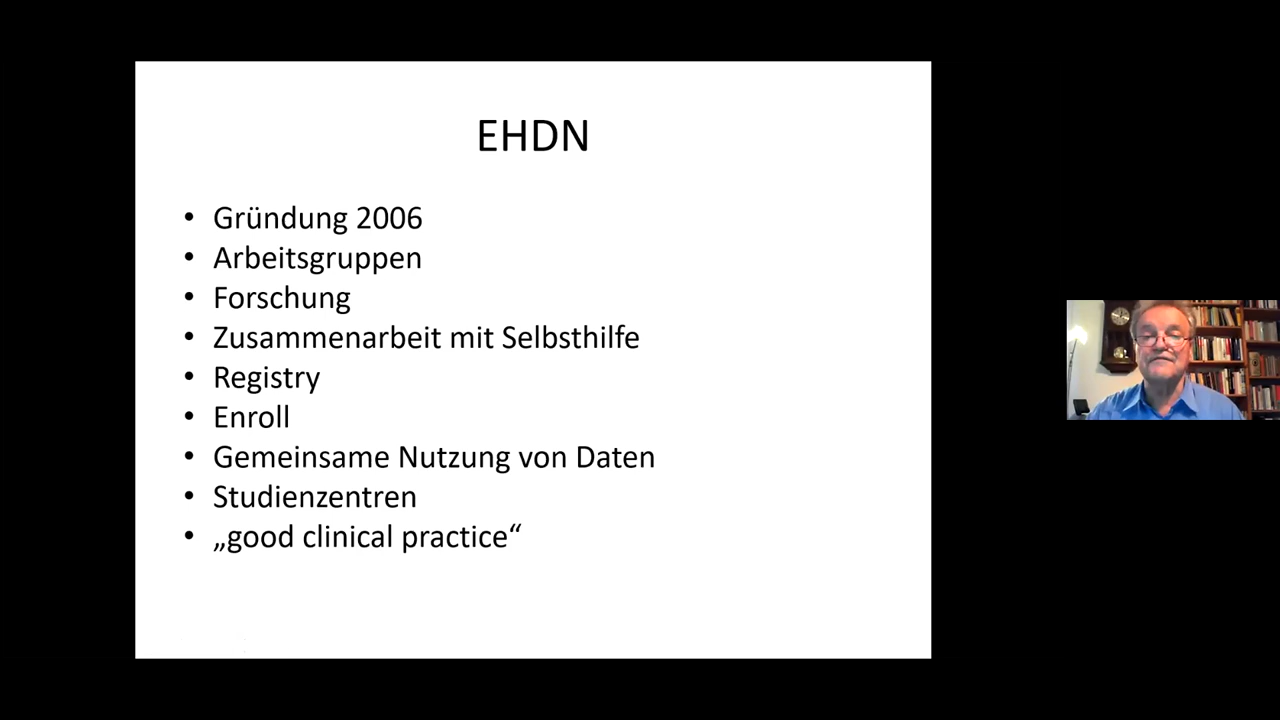 EHDN
• Gründung 2006
• Arbeitsgruppen
• Forschung
• Zusammenarbeit mit Selbsthilfe
• Registry
• Enroll
• Gemeinsame Nutzung von Daten
• Studienzentren
• „good clinical practice“